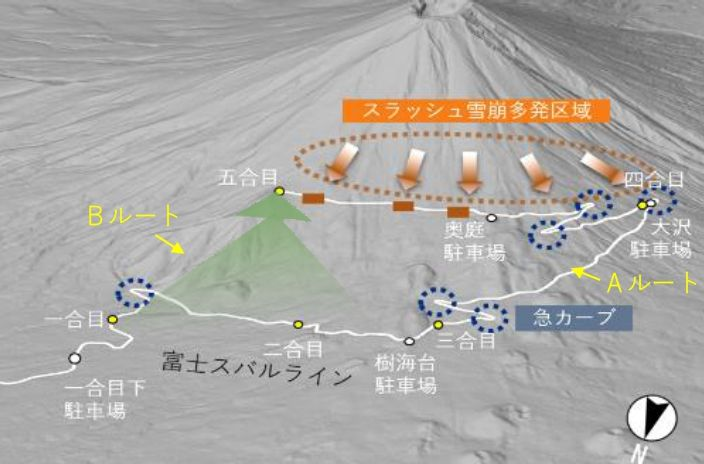 スラッシュ雪崩多発区域
五合目
四合目
Bルート
奥庭
駐車場
大沢
駐車場
Aルート
一合目
急カーブ
二合目
三合目
樹海台
駐車場
富士スバルライン
一合目下
駐車場
N